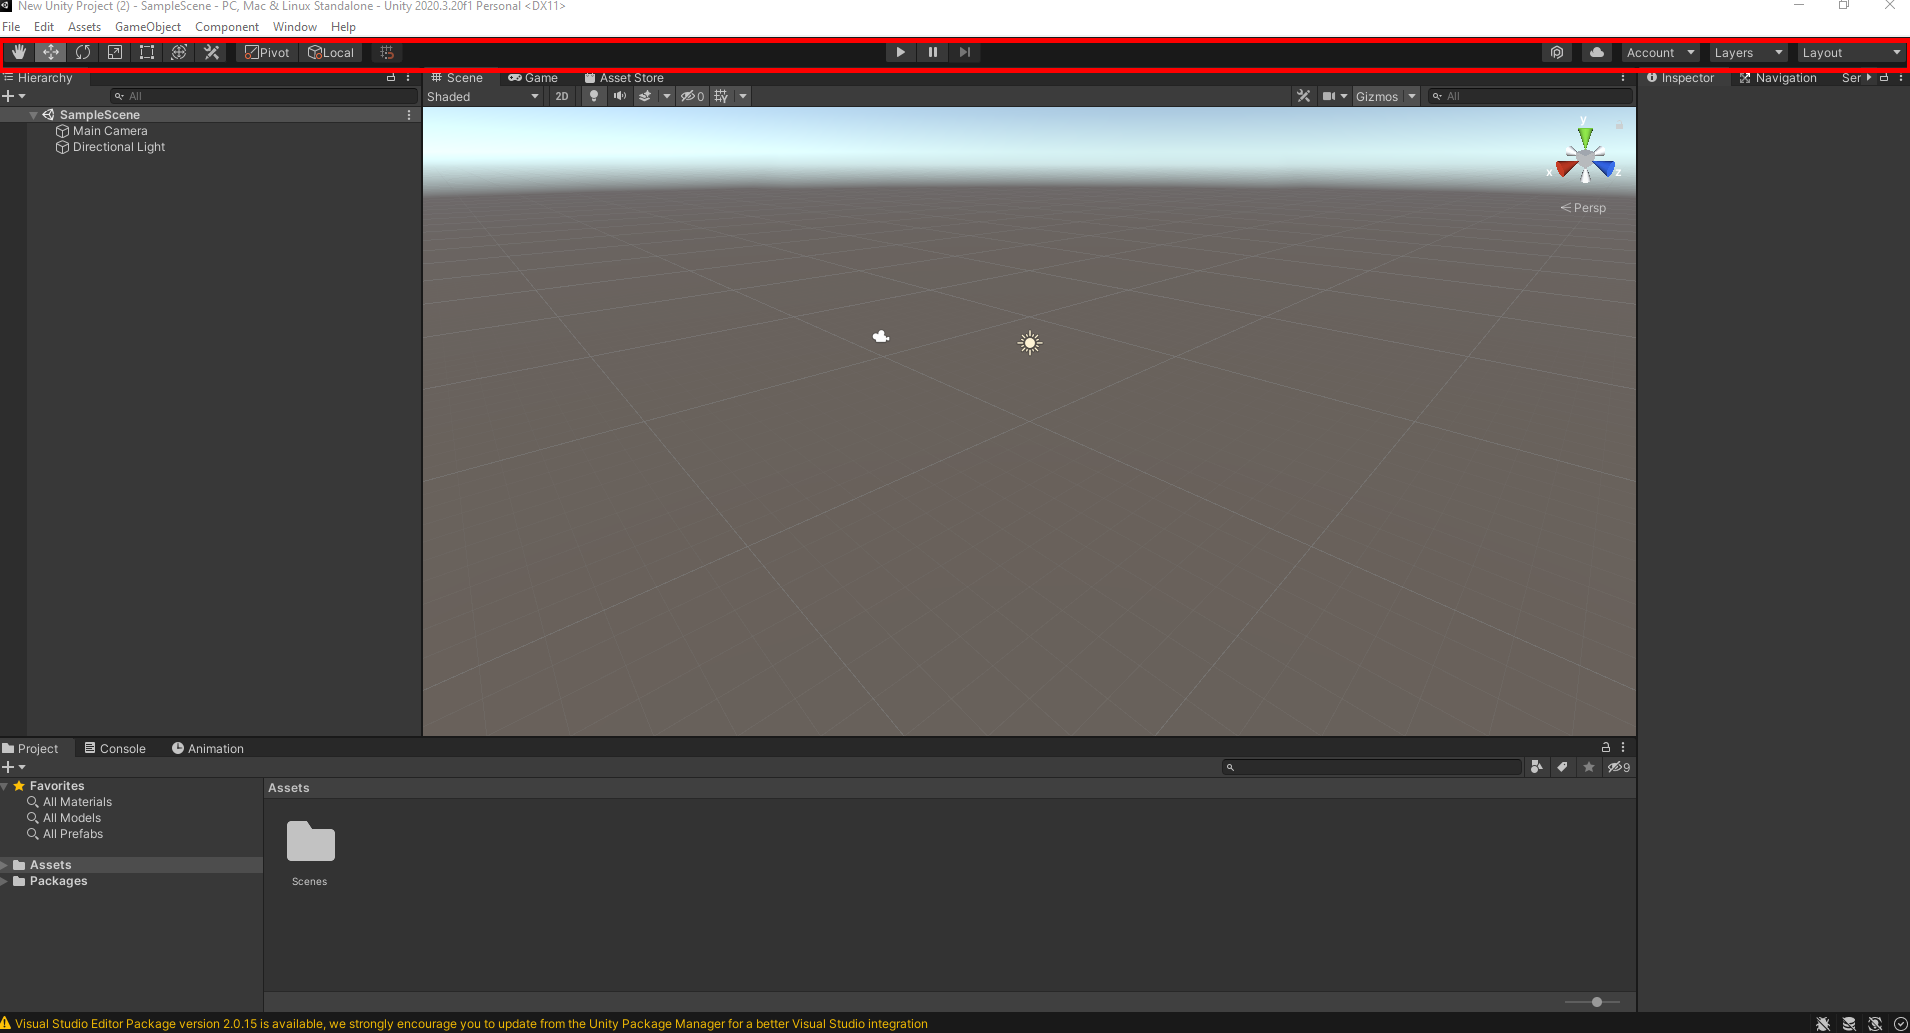 New Unity Project (2) - SampleScene - PC, Mac & Linux Standalone - Unity 2020.3.20f1 Personal <DX11>
File Edit Assets GameObject Component Window Help
Pivot Local Account Layers Layout
Hierarchy Scene Game Asset Store Inspector Navigation Ser
All Shaded 2D 0 Gizmos All
SampleScene
Main Camera
Directional Light
y
x z
Persp
Project Console Animation
9
Favorites
All Materials
All Models
All Prefabs
Assets
Packages
Assets
Scenes
Visual Studio Editor Package version 2.0.15 is available, we strongly encourage you to update from the Unity Package Manager for a better Visual Studio integration